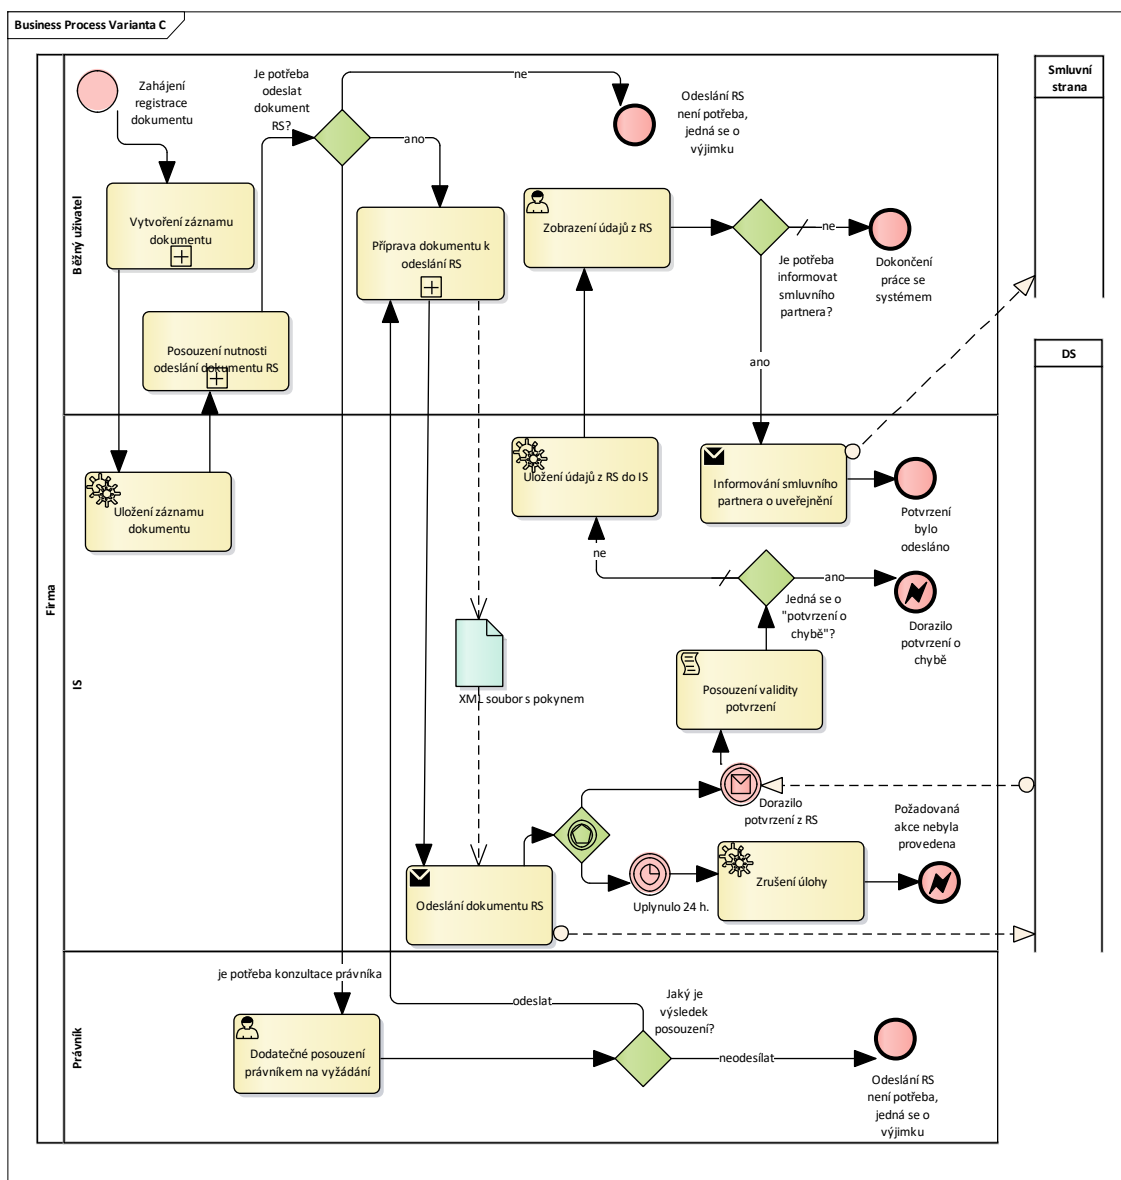 Business Process Varianta C
Firma
Běžný uživatel
Zahájení
registrace
dokumentu
Je potřeba
odeslat
dokument
RS?
ne
Odeslání RS
není potřeba,
jedná se o
výjimku
ano
Vytvoření záznamu
dokumentu
Příprava dokumentu k
odeslání RS
Zobrazení údajů z RS
ne
Je potřeba
informovat
smluvního
partnera?
Dokončení
práce se
systémem
Posouzení nutnosti
odeslání dokumentu RS
ano
Smluvní
strana
DS
IS
Uložení záznamu
dokumentu
Uložení údajů z RS do IS
Informování smluvního
partnera o uveřejnění
Potvrzení
bylo
odesláno
ne
ano
Jedná se o
"potvrzení o
chybě"?
Dorazilo
potvrzení o
chybě
Posouzení validity
potvrzení
XML soubor s pokynem
Dorazilo
potvrzení z RS
Požadovaná
akce nebyla
provedena
Zrušení úlohy
Uplynulo 24 h.
Odeslání dokumentu RS
Právník
je potřeba konzultace právníka
odeslat
Jaký je
výsledek
posouzení?
Dodatečné posouzení
právníkem na vyžádání
neodesílat
Odeslání RS
není potřeba,
jedná se o
výjimku